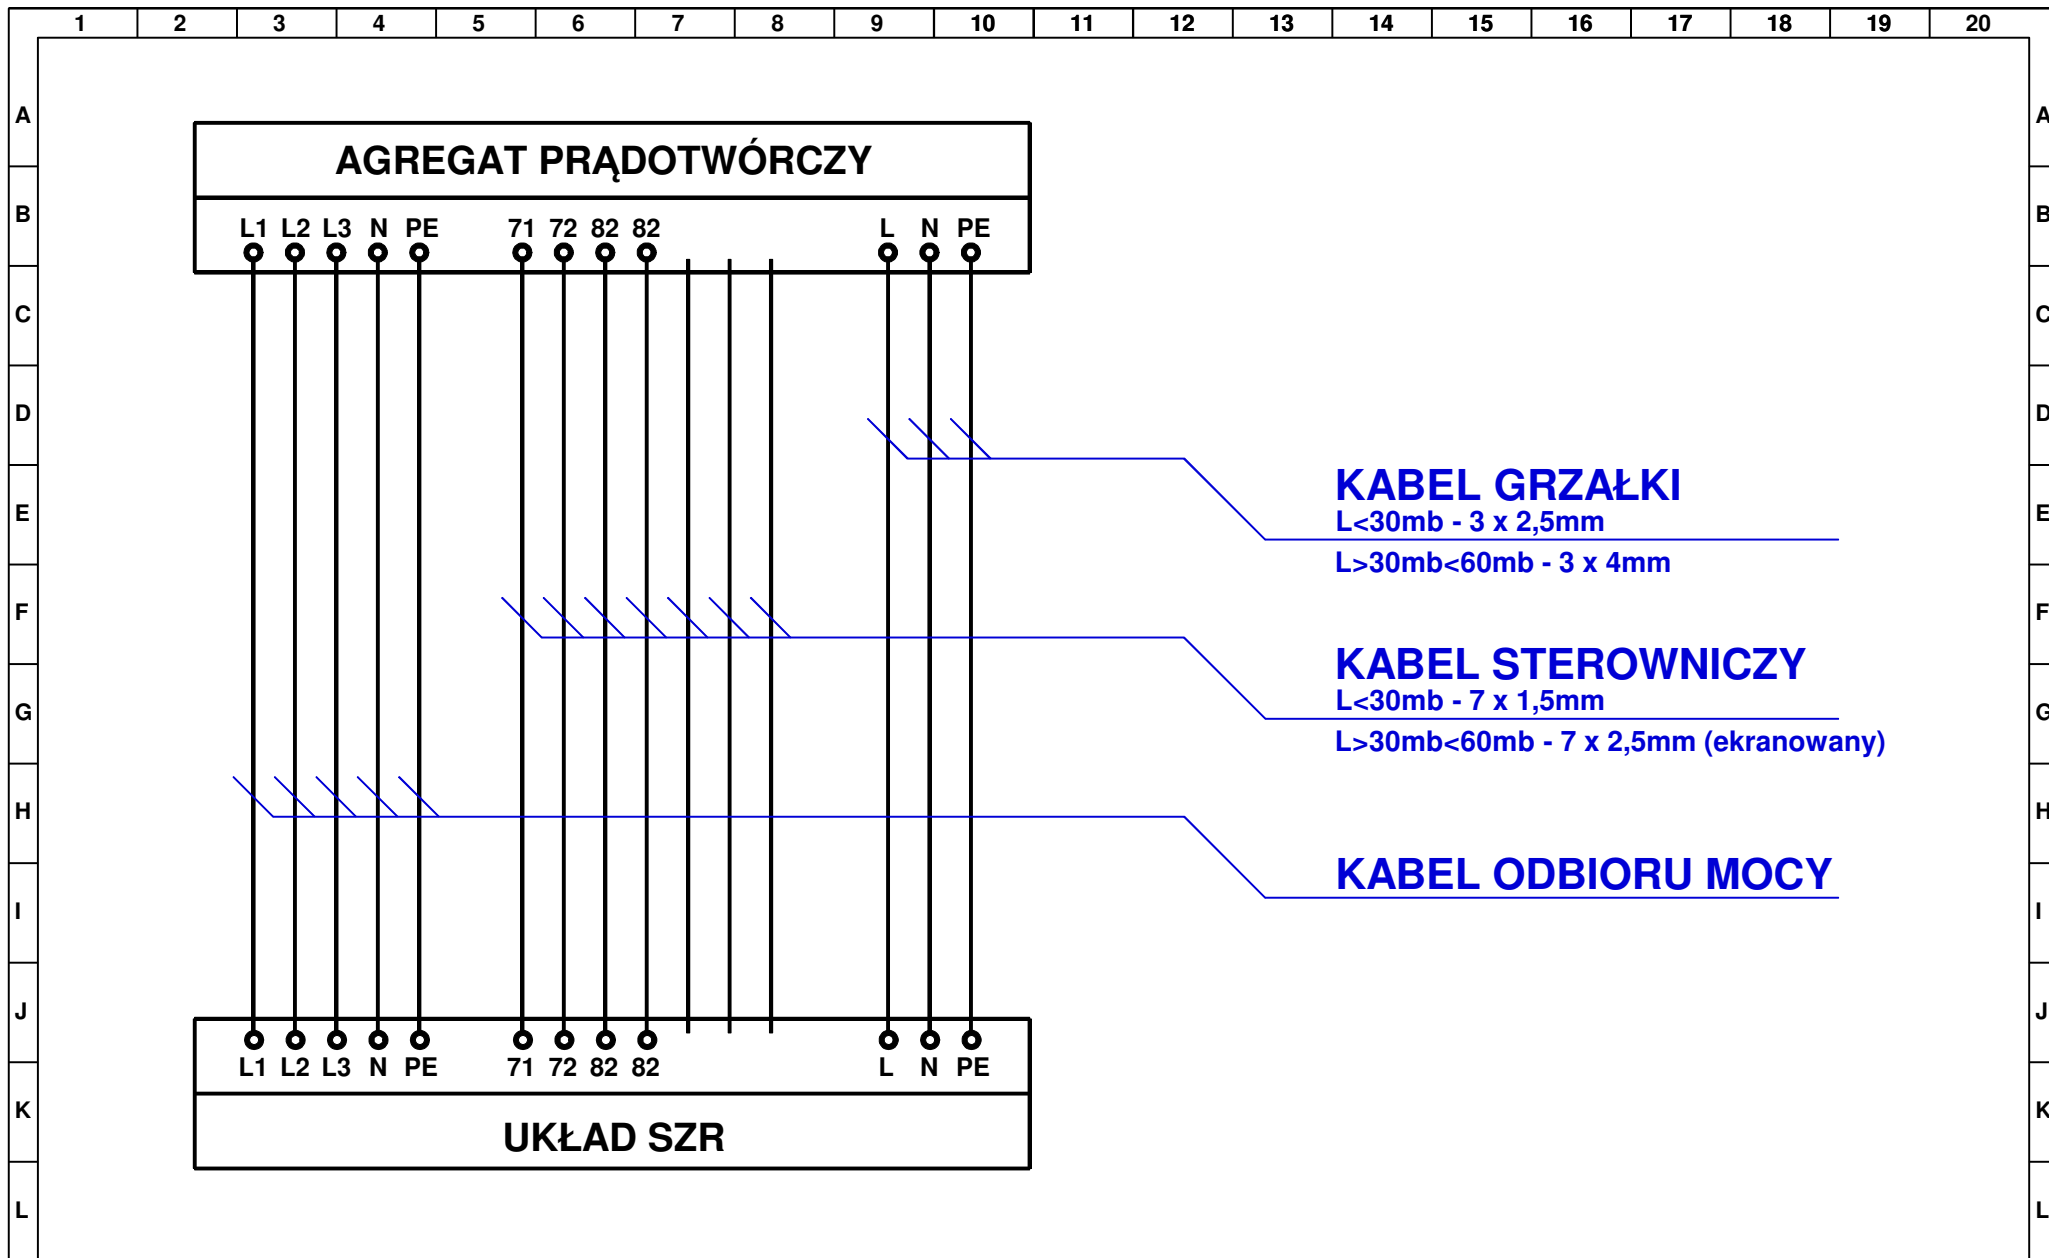 1 2 3 4 5 6 7 8 9 10 11 12 13 14 15 16 17 18 19 20
A A
AGREGAT PRĄDOTWÓRCZY
B B
L1 L2 L3 N PE 71 72 82 82 L N PE
C C
D D
KABEL GRZAŁKI
E E
L<30mb - 3 x 2,5mm
L>30mb<60mb - 3 x 4mm
F F
KABEL STEROWNICZY
L<30mb - 7 x 1,5mm
G G
L>30mb<60mb - 7 x 2,5mm (ekranowany)
H H
KABEL ODBIORU MOCY
I I
J J
L1 L2 L3 N PE 71 72 82 82 L N PE
K K
UKŁAD SZR
L L